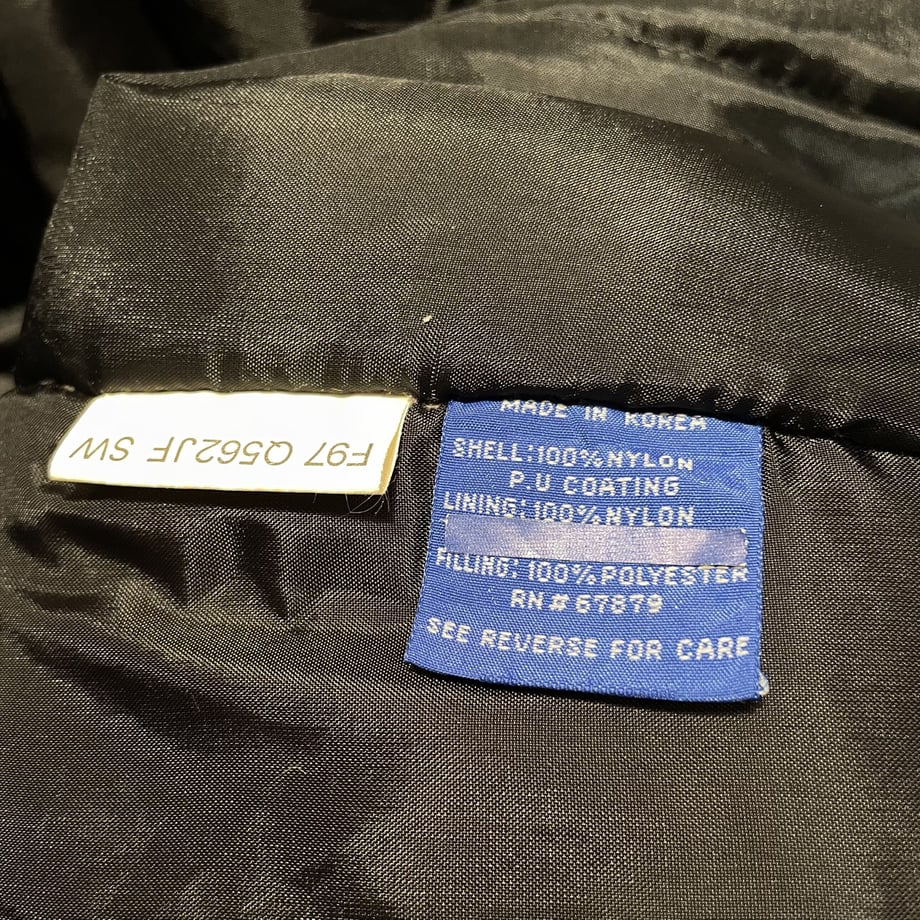 F97 Q562JF SW
MADE IN KOREA
SHELL:100%NYLON
P.U COATING
LINING:100%NYLON
FILLING: 100%POLYESTER
RN#67879
SEE REVERSE FOR CARE